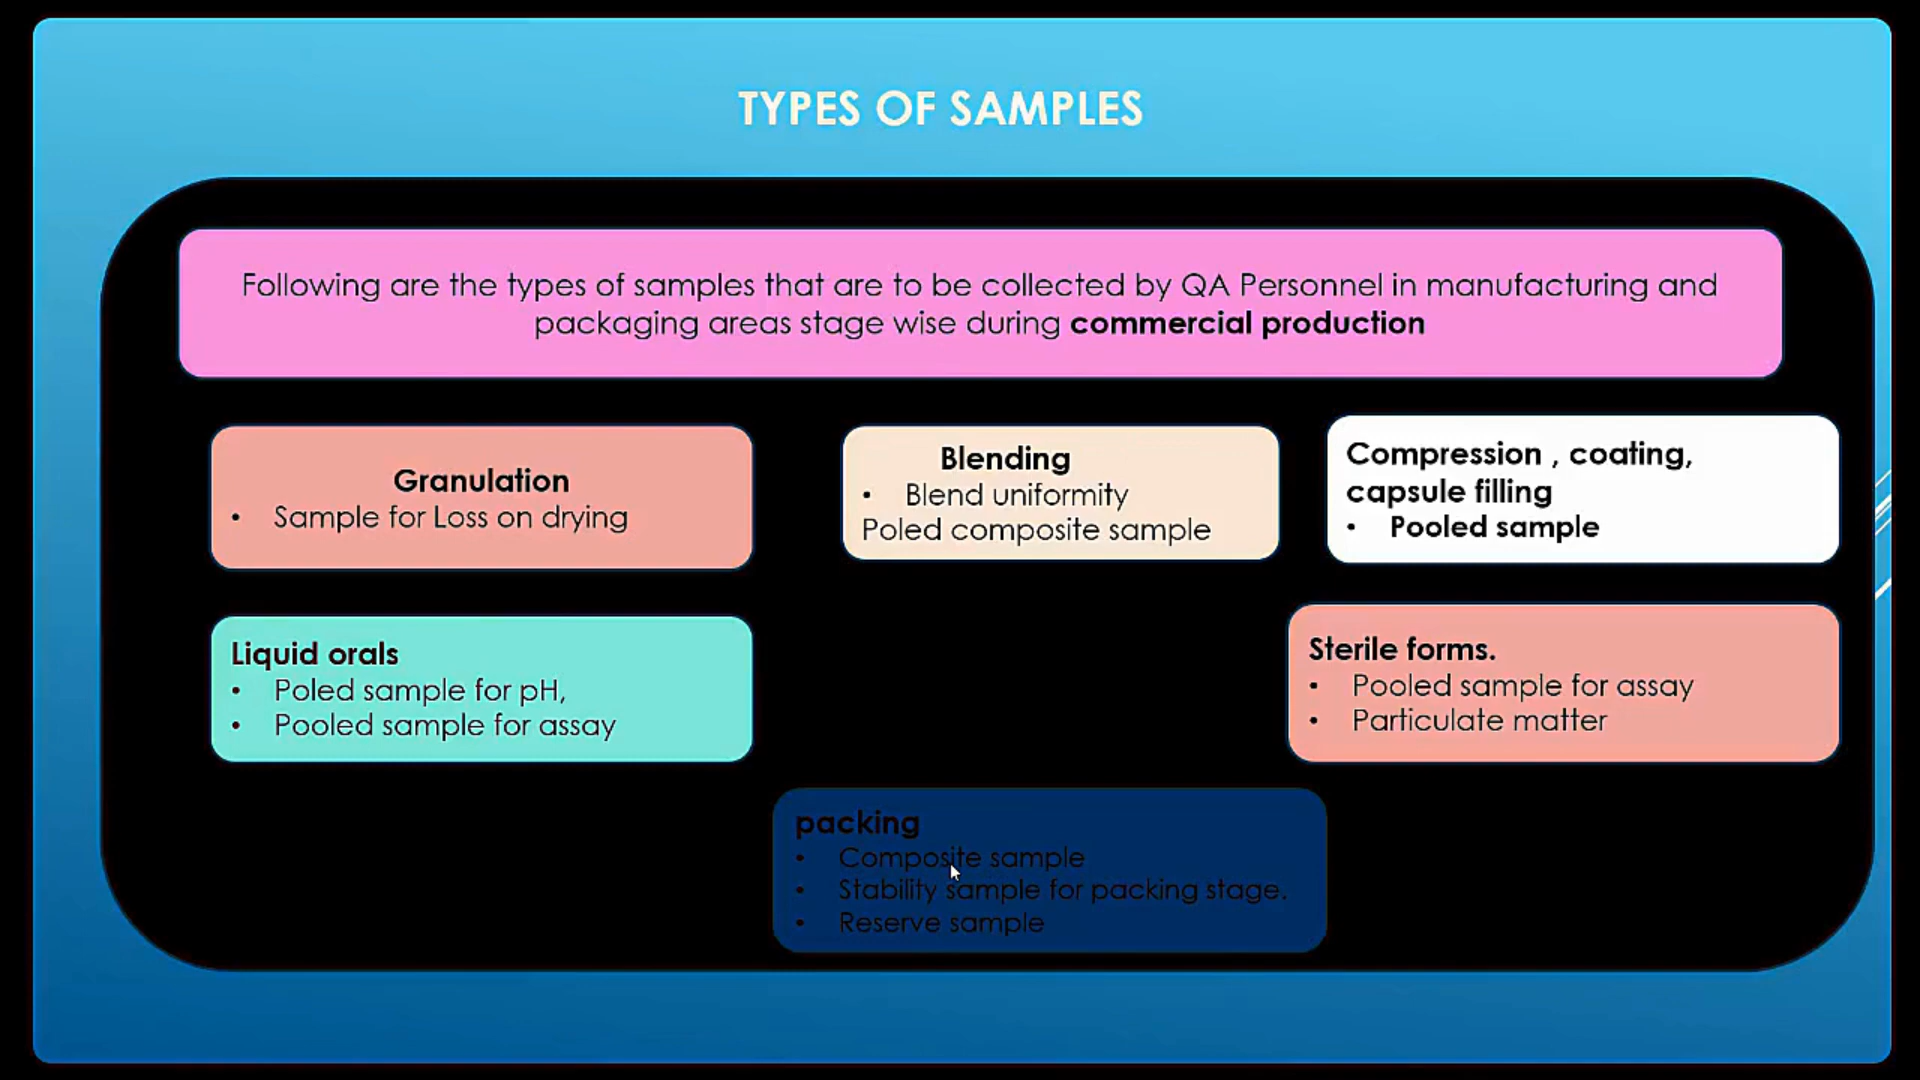 TYPES OF SAMPLES
Following are the types of samples that are to be collected by QA Personnel in manufacturing and
packaging areas stage wise during commercial production
Granulation
• Sample for Loss on drying
Blending
• Blend uniformity
Poled composite sample
Compression , coating,
capsule filling
• Pooled sample
Liquid orals
• Poled sample for pH,
• Pooled sample for assay
Sterile forms.
• Pooled sample for assay
• Particulate matter
packing
• Composite sample
• Stability sample for packing stage.
• Reserve sample